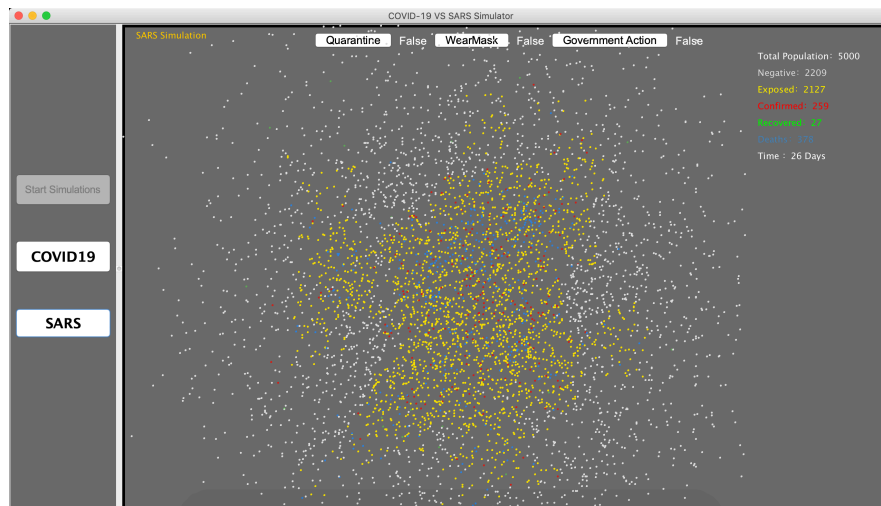 COVID-19 VS SARS Simulator
SARS Simulation
Quarantine False WearMask False Government Action False
Total Population: 5000
Negative: 2209
Exposed: 2127
Confirmed: 259
Recovered: 27
Time : 26 Days
Start Simulations
COVID19
SARS